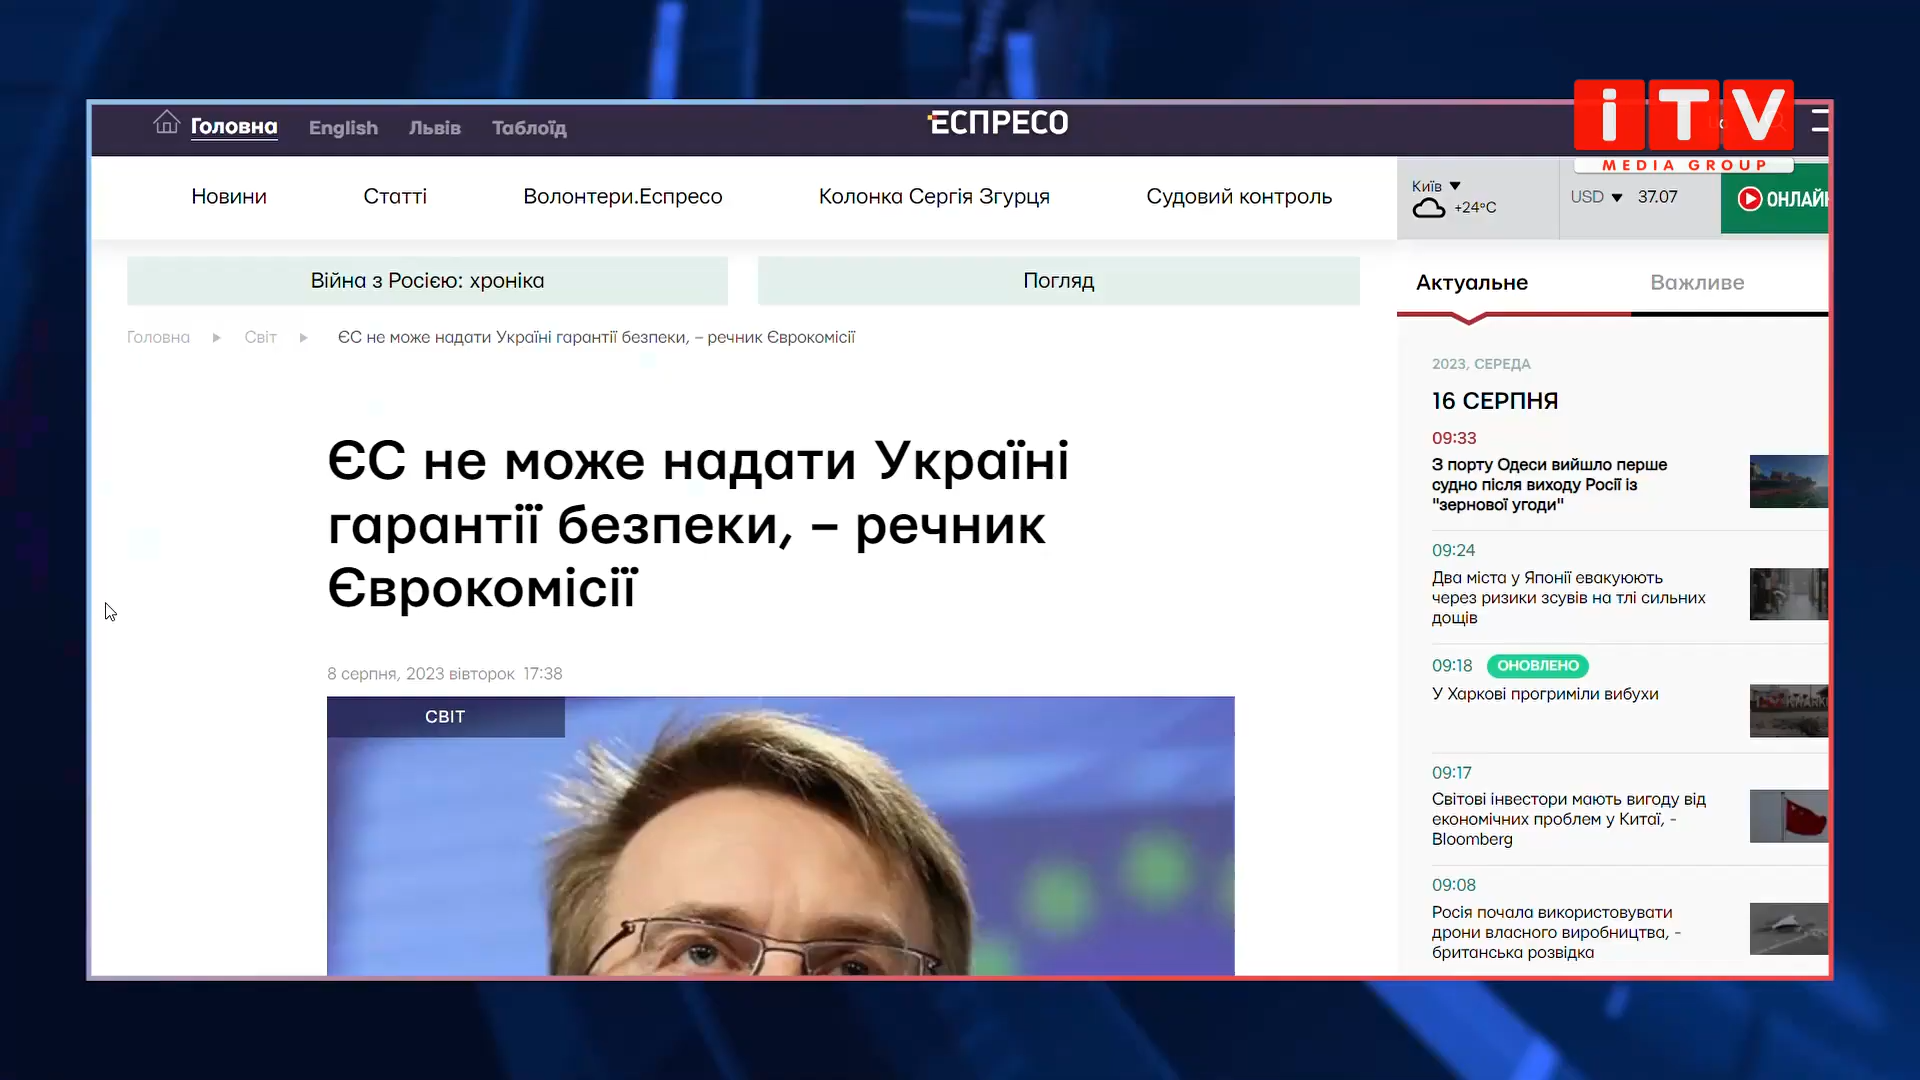 Головна English Львів Таблоїд
ЕСПРЕСО
iTV
MEDIA GROUP
Новини Статті Волонтери.Еспресо Колонка Сергія Згурця Судовий контроль
Київ
+24°C
USD 37.07
ОНЛАЙН
Війна з Росією: хроніка
Погляд
Головна Світ ЄС не може надати Україні гарантії безпеки, – речник Єврокомісії
ЄС не може надати Україні
гарантії безпеки, – речник
Єврокомісії
8 серпня, 2023 вівторок 17:38
СВІТ
Актуальне Важливе
2023, СЕРЕДА
16 СЕРПНЯ
09:33
З порту Одеси вийшло перше
судно після виходу Росії із
"зернової угоди"
09:24
Два міста у Японії евакуюють
через ризики зсувів на тлі сильних
дощів
09:18 ОНОВЛЕНО
У Харкові прогриміли вибухи
09:17
Світові інвестори мають вигоду від
економічних проблем у Китаї, -
Bloomberg
09:08
Росія почала використовувати
дрони власного виробництва, -
британська розвідка